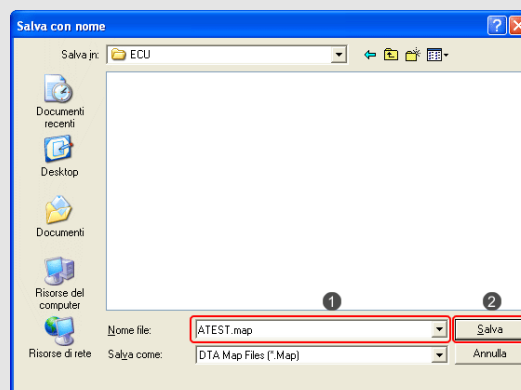 Salva con nome
Salva in: ECU
Documenti
recenti
Desktop
Documenti
Risorse del
computer
Risorse di rete
1 2
Nome file: ATEST.map Salva
Salva come: DTA Map Files (*.Map) Annulla